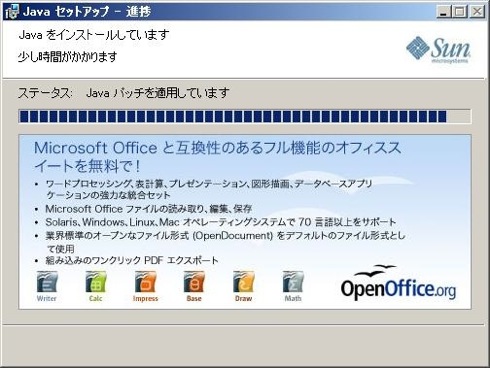 Java セットアップ - 進捗
Java をインストールしています
少し時間がかかります
Sun
microsystems
ステータス: Java パッチを適用しています
Microsoft Office と互換性のあるフル機能のオフィスス
イートを無料で!
• ワードプロセッシング、表計算、プレゼンテーション、図形描画、データベースアプリ
ケーションの強力な統合セット
• Microsoft Office ファイルの読み取り、編集、保存
• Solaris、Windows、Linux、Mac オペレーティングシステムで 70 言語以上をサポート
• 業界標準のオープンなファイル形式 (OpenDocument) をデフォルトのファイル形式とし
て使用
• 組み込みのワンクリック PDF エクスポート
Writer Calc Impress Base Draw Math
OpenOffice.org